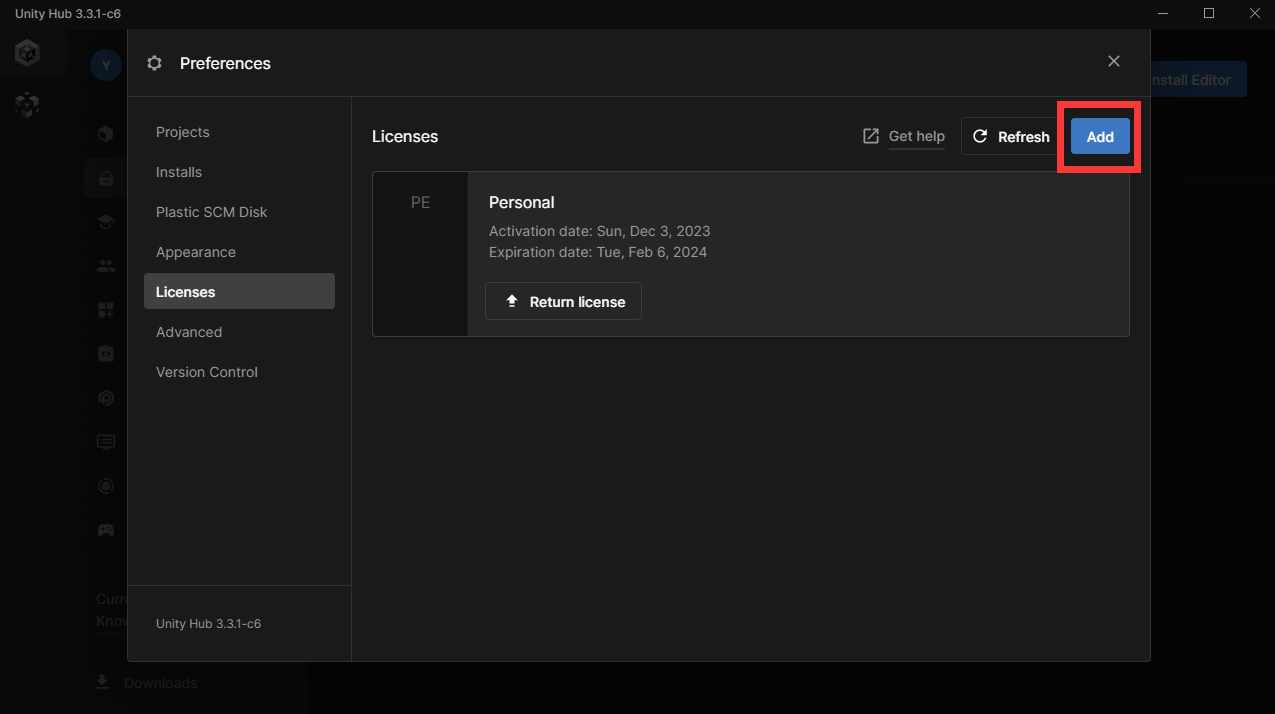 Unity Hub 3.3.1-c6
Y
Preferences
nstall Editor
Projects
Installs
Plastic SCM Disk
Appearance
Licenses
Advanced
Version Control
Unity Hub 3.3.1-c6
Licenses
Get help
Refresh
Add
PE
Personal
Activation date: Sun, Dec 3, 2023
Expiration date: Tue, Feb 6, 2024
Return license
Curre
Know
Downloads